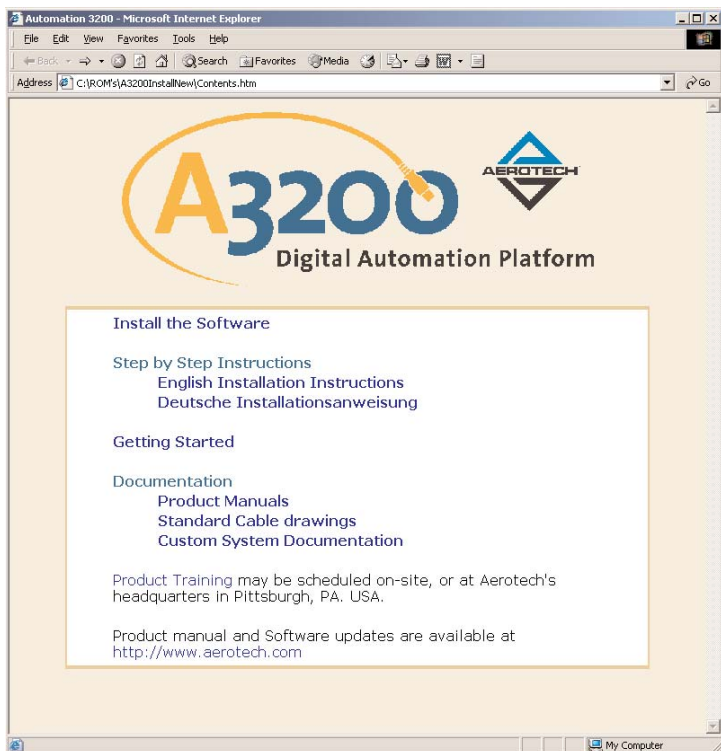 Automation 3200 - Microsoft Internet Explorer
File Edit View Favorites Tools Help
Back Search Favorites Media
Address C:\ROM's\A3200InstallNew\Contents.htm Go
A3200
AEROTECH
Digital Automation Platform
Install the Software
Step by Step Instructions
English Installation Instructions
Deutsche Installationsanweisung
Getting Started
Documentation
Product Manuals
Standard Cable drawings
Custom System Documentation
Product Training may be scheduled on-site, or at Aerotech's
headquarters in Pittsburgh, PA. USA.
Product manual and Software updates are available at
http://www.aerotech.com
My Computer